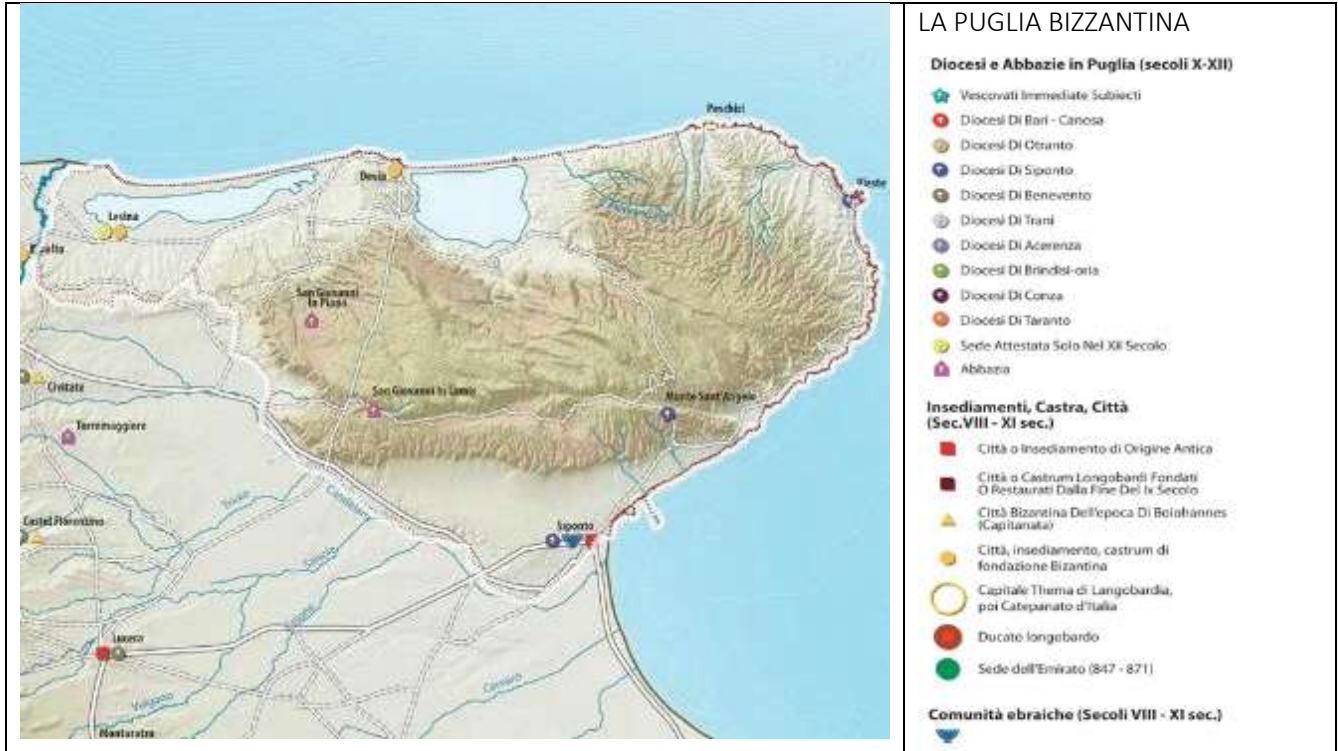 Peschici
Vieste
Devia
Lesina
San Giovanni
In Piano
Civitate
San Giovanni In Lamis
Monte Sant'Angelo
Torremaggiore
Triolo
Candelaro
Castel Fiorentino
Siponto
Lucera
Vulgano
Cervaro
Montaratro
LA PUGLIA BIZZANTINA
Diocesi e Abbazie in Puglia (secoli X-XII)
Vescovati Immediate Subiecti
Diocesi Di Bari - Canosa
Diocesi Di Otranto
Diocesi Di Siponto
Diocesi Di Benevento
Diocesi Di Trani
Diocesi Di Acerenza
Diocesi Di Brindisi-oria
Diocesi Di Conza
Diocesi Di Taranto
Sede Attestata Solo Nel XII Secolo
Abbazia
Insediamenti, Castra, Città
(Sec.VIII - XI sec.)
Città o Insediamento di Origine Antica
Città o Castrum Longobardi Fondati
O Restaurati Dalla Fine Del Ix Secolo
Città Bizantina Dell'epoca Di Boiohannes
(Capitanata)
Città, insediamento, castrum di
fondazione Bizantina
Capitale Thema di Langobardia,
poi Catepanato d'Italia
Ducato longobardo
Sede dell'Emirato (847 - 871)
Comunità ebraiche (Secoli VIII - XI sec.)